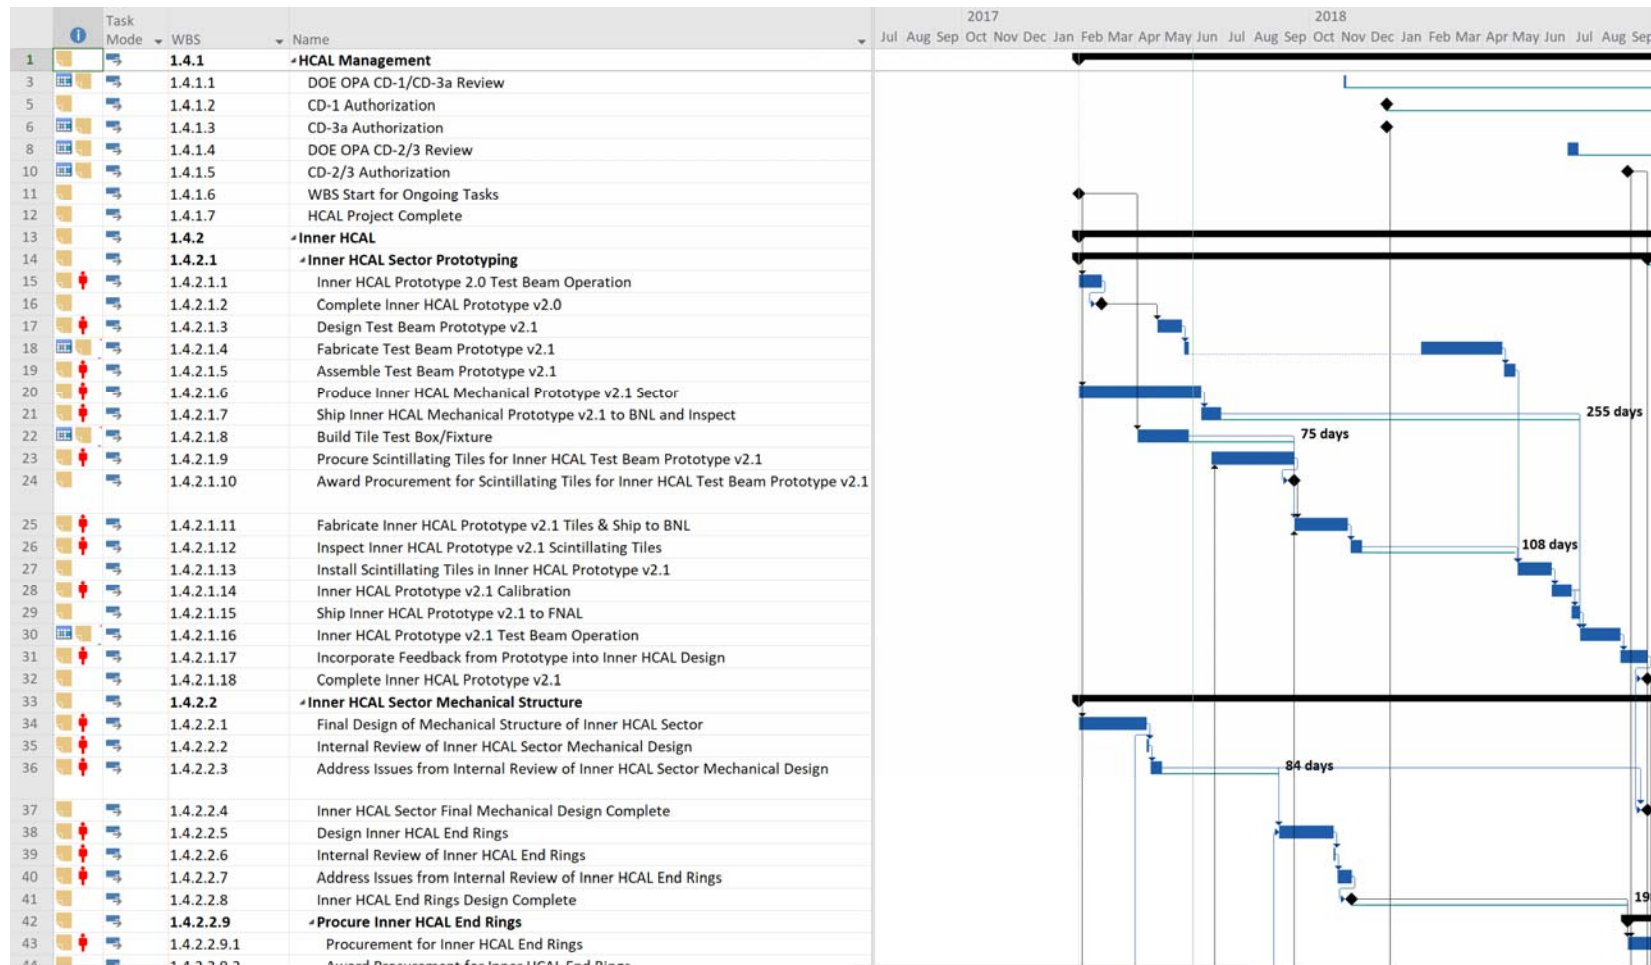 2017 2018
Task
Mode WBS Name Jul Aug Sep Oct Nov Dec Jan Feb Mar Apr May Jun Jul Aug Sep Oct Nov Dec Jan Feb Mar Apr May Jun Jul Aug Sep
1 1.4.1 HCAL Management
3 1.4.1.1 DOE OPA CD-1/CD-3a Review
5 1.4.1.2 CD-1 Authorization
6 1.4.1.3 CD-3a Authorization
8 1.4.1.4 DOE OPA CD-2/3 Review
10 1.4.1.5 CD-2/3 Authorization
11 1.4.1.6 WBS Start for Ongoing Tasks
12 1.4.1.7 HCAL Project Complete
13 1.4.2 Inner HCAL
14 1.4.2.1 Inner HCAL Sector Prototyping
15 1.4.2.1.1 Inner HCAL Prototype 2.0 Test Beam Operation
16 1.4.2.1.2 Complete Inner HCAL Prototype v2.0
17 1.4.2.1.3 Design Test Beam Prototype v2.1
18 1.4.2.1.4 Fabricate Test Beam Prototype v2.1
19 1.4.2.1.5 Assemble Test Beam Prototype v2.1
20 1.4.2.1.6 Produce Inner HCAL Mechanical Prototype v2.1 Sector
21 1.4.2.1.7 Ship Inner HCAL Mechanical Prototype v2.1 to BNL and Inspect 255 days
22 1.4.2.1.8 Build Tile Test Box/Fixture 75 days
23 1.4.2.1.9 Procure Scintillating Tiles for Inner HCAL Test Beam Prototype v2.1
24 1.4.2.1.10 Award Procurement for Scintillating Tiles for Inner HCAL Test Beam Prototype v2.1
25 1.4.2.1.11 Fabricate Inner HCAL Prototype v2.1 Tiles & Ship to BNL
26 1.4.2.1.12 Inspect Inner HCAL Prototype v2.1 Scintillating Tiles 108 days
27 1.4.2.1.13 Install Scintillating Tiles in Inner HCAL Prototype v2.1
28 1.4.2.1.14 Inner HCAL Prototype v2.1 Calibration
29 1.4.2.1.15 Ship Inner HCAL Prototype v2.1 to FNAL
30 1.4.2.1.16 Inner HCAL Prototype v2.1 Test Beam Operation
31 1.4.2.1.17 Incorporate Feedback from Prototype into Inner HCAL Design
32 1.4.2.1.18 Complete Inner HCAL Prototype v2.1
33 1.4.2.2 Inner HCAL Sector Mechanical Structure
34 1.4.2.2.1 Final Design of Mechanical Structure of Inner HCAL Sector
35 1.4.2.2.2 Internal Review of Inner HCAL Sector Mechanical Design
36 1.4.2.2.3 Address Issues from Internal Review of Inner HCAL Sector Mechanical Design 84 days
37 1.4.2.2.4 Inner HCAL Sector Final Mechanical Design Complete
38 1.4.2.2.5 Design Inner HCAL End Rings
39 1.4.2.2.6 Internal Review of Inner HCAL End Rings
40 1.4.2.2.7 Address Issues from Internal Review of Inner HCAL End Rings
41 1.4.2.2.8 Inner HCAL End Rings Design Complete 19
42 1.4.2.2.9 Procure Inner HCAL End Rings
43 1.4.2.2.9.1 Procurement for Inner HCAL End Rings